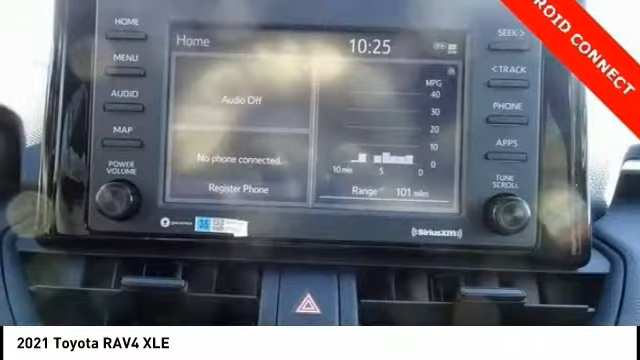 HOME
MENU
AUDIO
MAP
POWER
VOLUME
Home
10:25
Audio Off
No phone connected
Register Phone
MPG
40
30
20
10
0
10 min
5
0
Range
101 miles
SEEK >
< TRACK
PHONE
APPS
TUNE
SCROLL
SiriusXM
ROID CONNECT
2021 Toyota RAV4 XLE